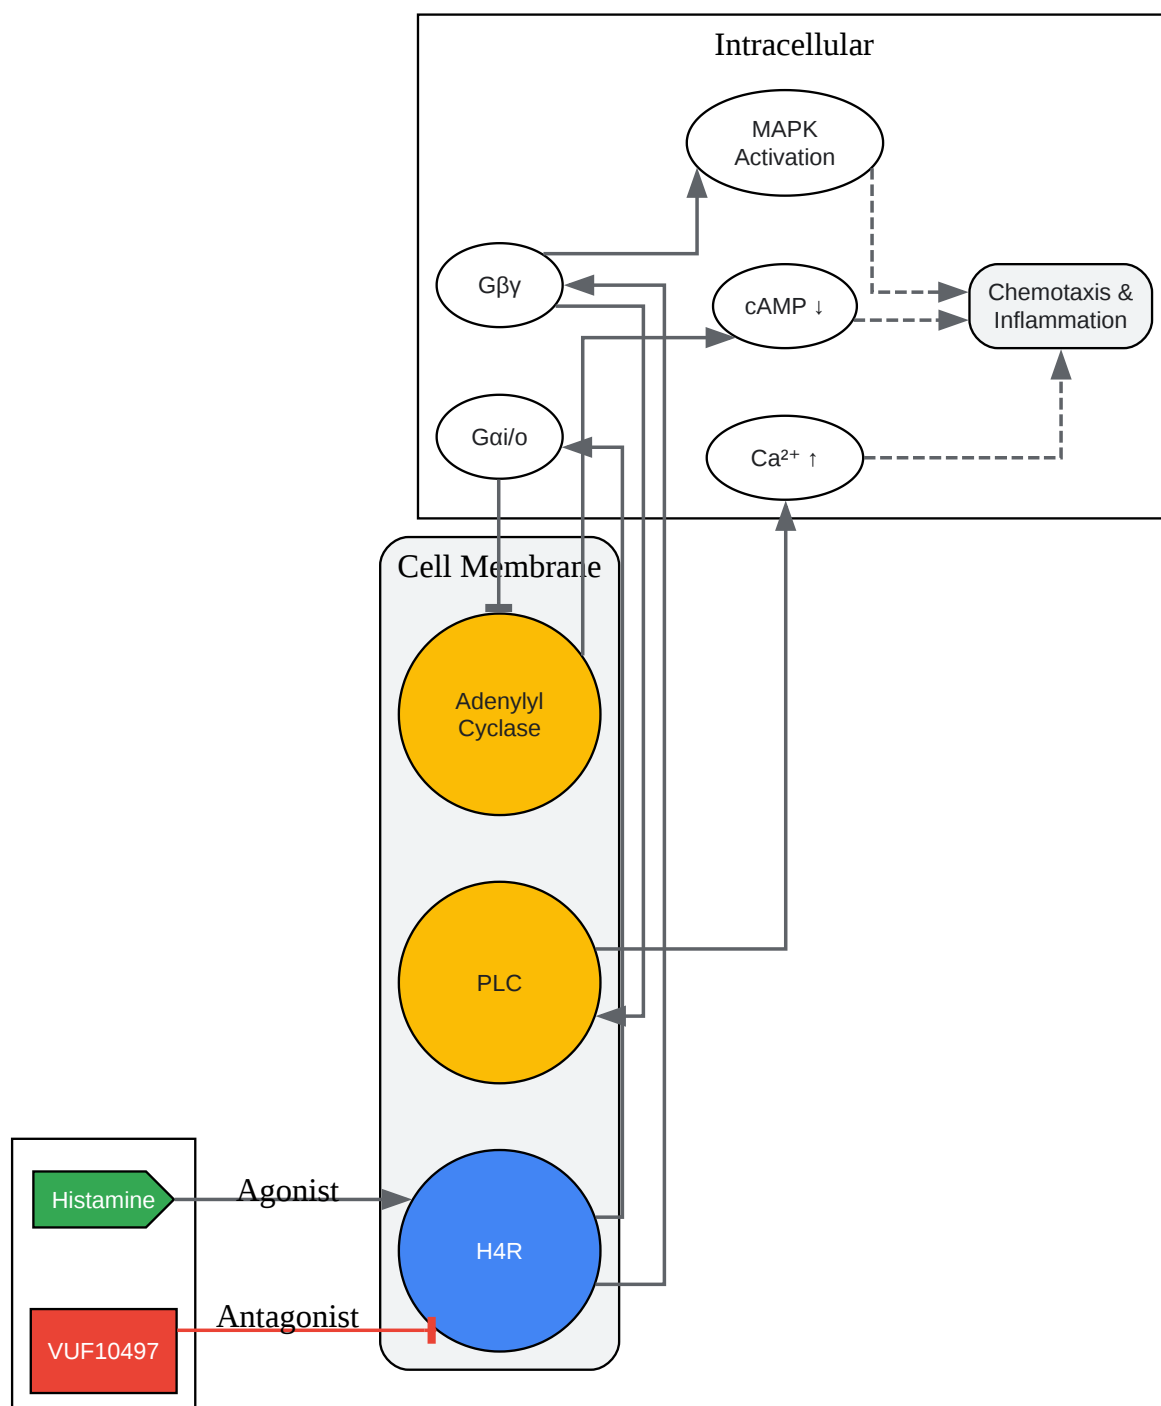 Intracellular
MAPK
Activation
Gβγ
cAMP ↓
Chemotaxis &
Inflammation
Gαi/o
Ca²⁺ ↑
Cell Membrane
Adenylyl
Cyclase
PLC
Histamine
Agonist
H4R
Antagonist
VUF10497